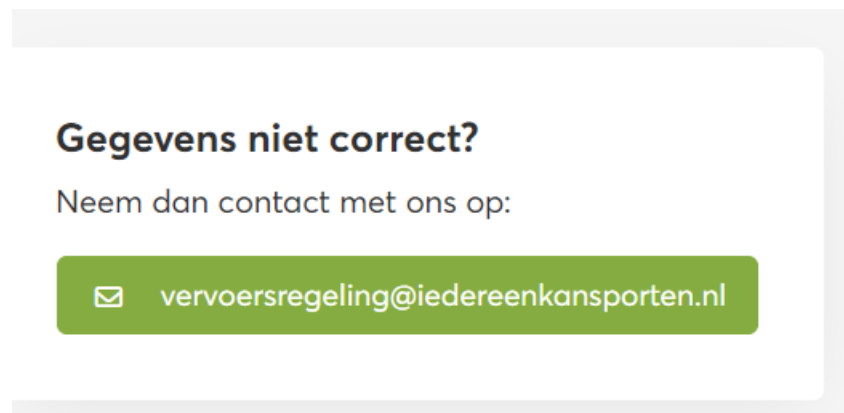 Gegevens niet correct?
Neem dan contact met ons op:
vervoersregeling@iedereenkansporten.nl